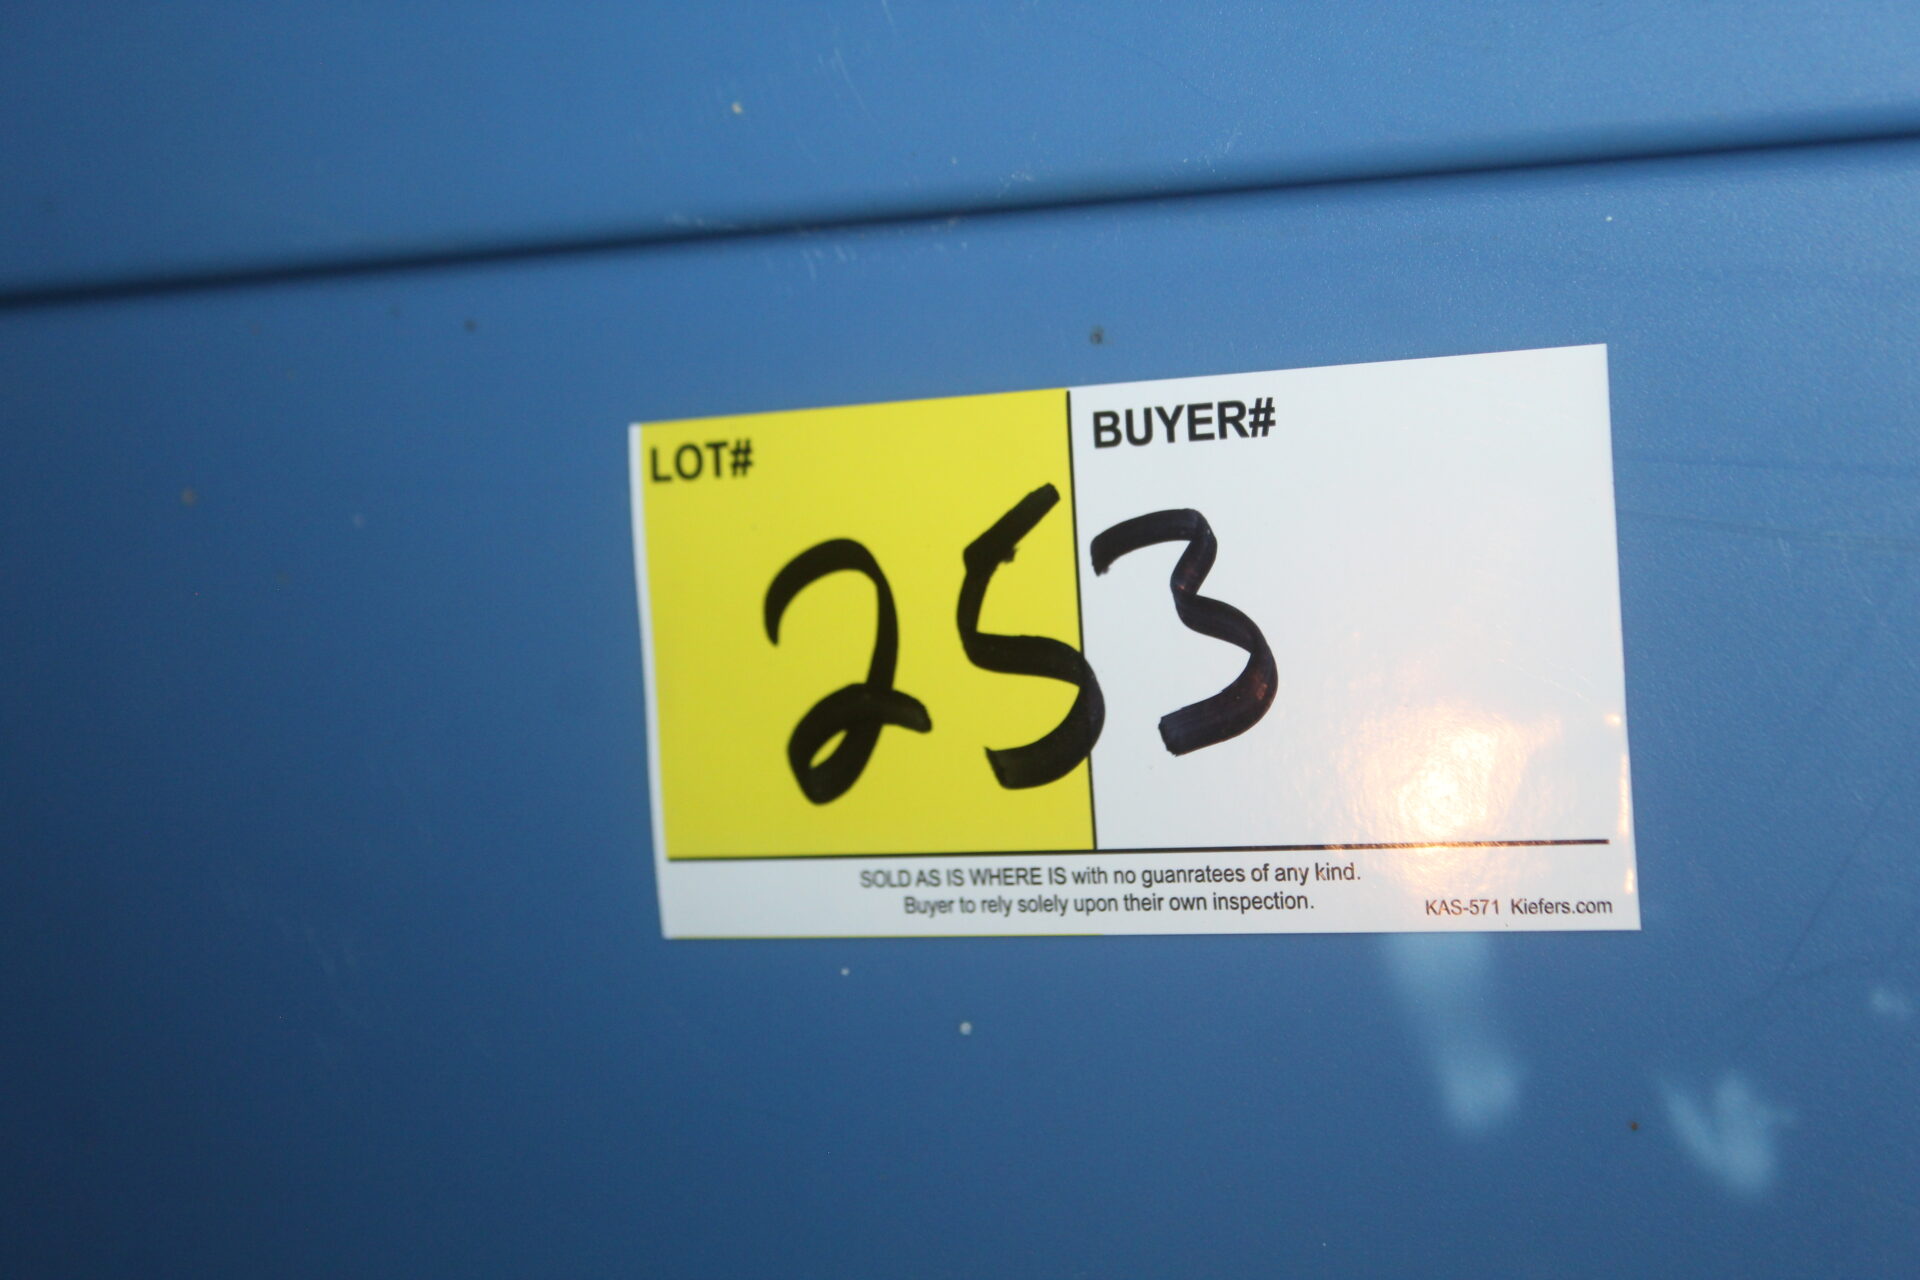 LOT# BUYER#
253
SOLD AS IS WHERE IS with no guanratees of any kind.
Buyer to rely solely upon their own inspection.
KAS-571 Kiefers.com